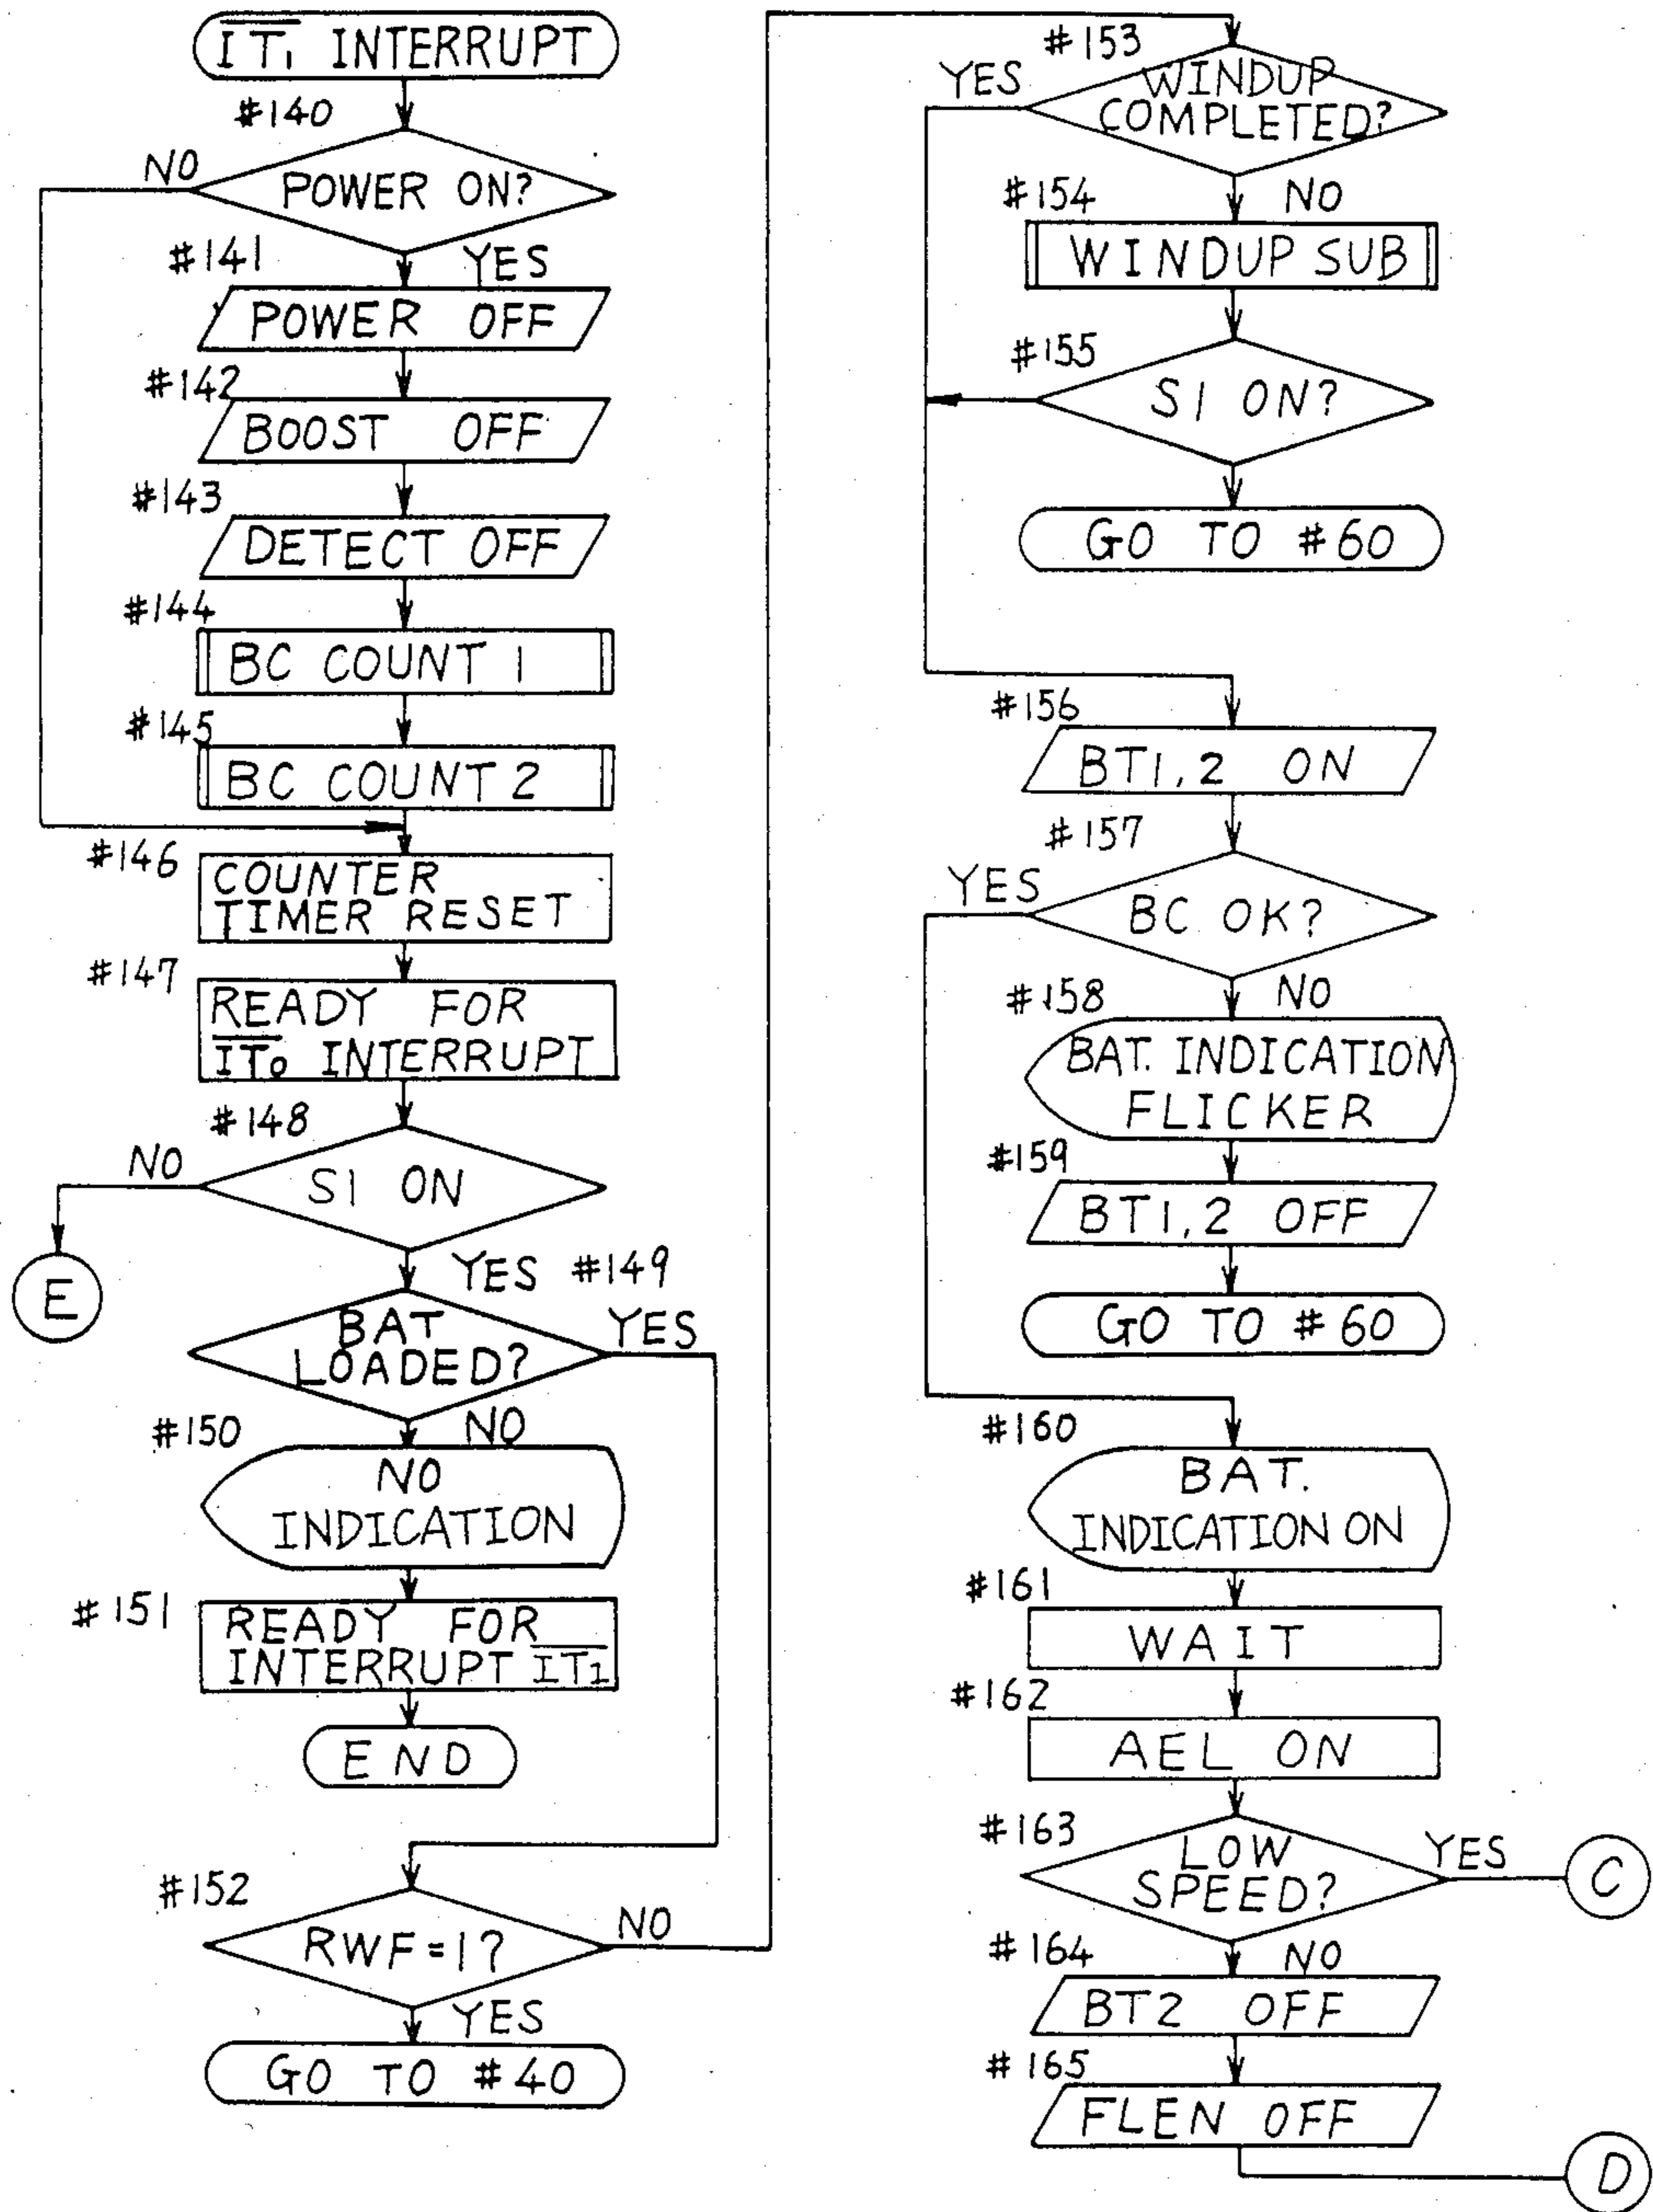 IT1 INTERRUPT
#140
NO
POWER ON?
#141
YES
POWER OFF
#142
BOOST OFF
#143
DETECT OFF
#144
BC COUNT 1
#145
BC COUNT 2
#146
COUNTER
TIMER RESET
#147
READY FOR
IT0 INTERRUPT
#148
NO
S1 ON
E
YES
#149
BAT
LOADED?
YES
#150
NO
NO
INDICATION
#151
READY FOR
INTERRUPT IT1
END
#152
RWF=1?
NO
YES
GO TO #40
#153
YES
WINDUP
COMPLETED?
#154
NO
WINDUP SUB
#155
S1 ON?
GO TO #60
#156
BT1,2 ON
#157
YES
BC OK?
#158
NO
BAT. INDICATION
FLICKER
#159
BT1,2 OFF
GO TO #60
#160
BAT.
INDICATION ON
#161
WAIT
#162
AEL ON
#163
LOW
SPEED?
YES
C
#164
NO
BT2 OFF
#165
FLEN OFF
D